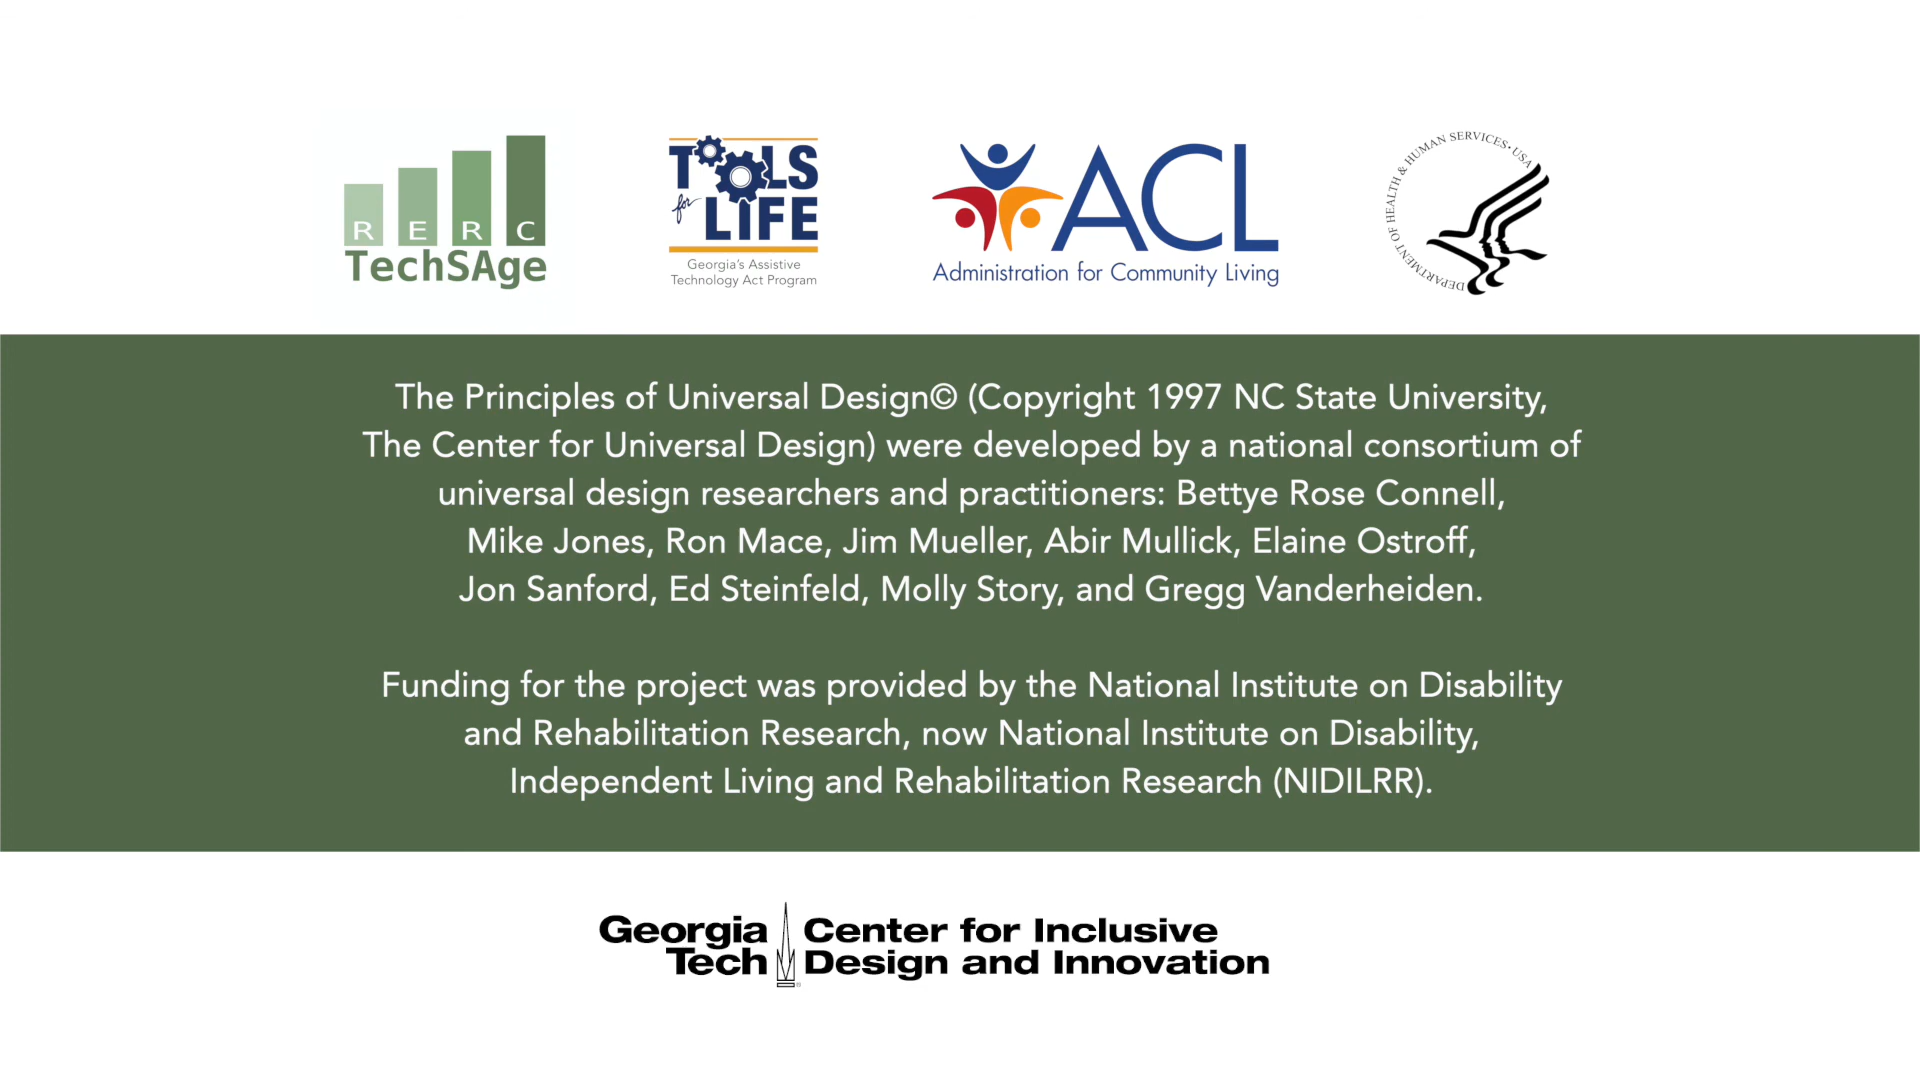 RERC
TechSAge
TOOLS
for LIFE
Georgia's Assistive
Technology Act Program
ACL
Administration for Community Living
DEPARTMENT OF HEALTH & HUMAN SERVICES • USA
The Principles of Universal Design© (Copyright 1997 NC State University,
The Center for Universal Design) were developed by a national consortium of
universal design researchers and practitioners: Bettye Rose Connell,
Mike Jones, Ron Mace, Jim Mueller, Abir Mullick, Elaine Ostroff,
Jon Sanford, Ed Steinfeld, Molly Story, and Gregg Vanderheiden.
Funding for the project was provided by the National Institute on Disability
and Rehabilitation Research, now National Institute on Disability,
Independent Living and Rehabilitation Research (NIDILRR).
Georgia
Tech
Center for Inclusive
Design and Innovation